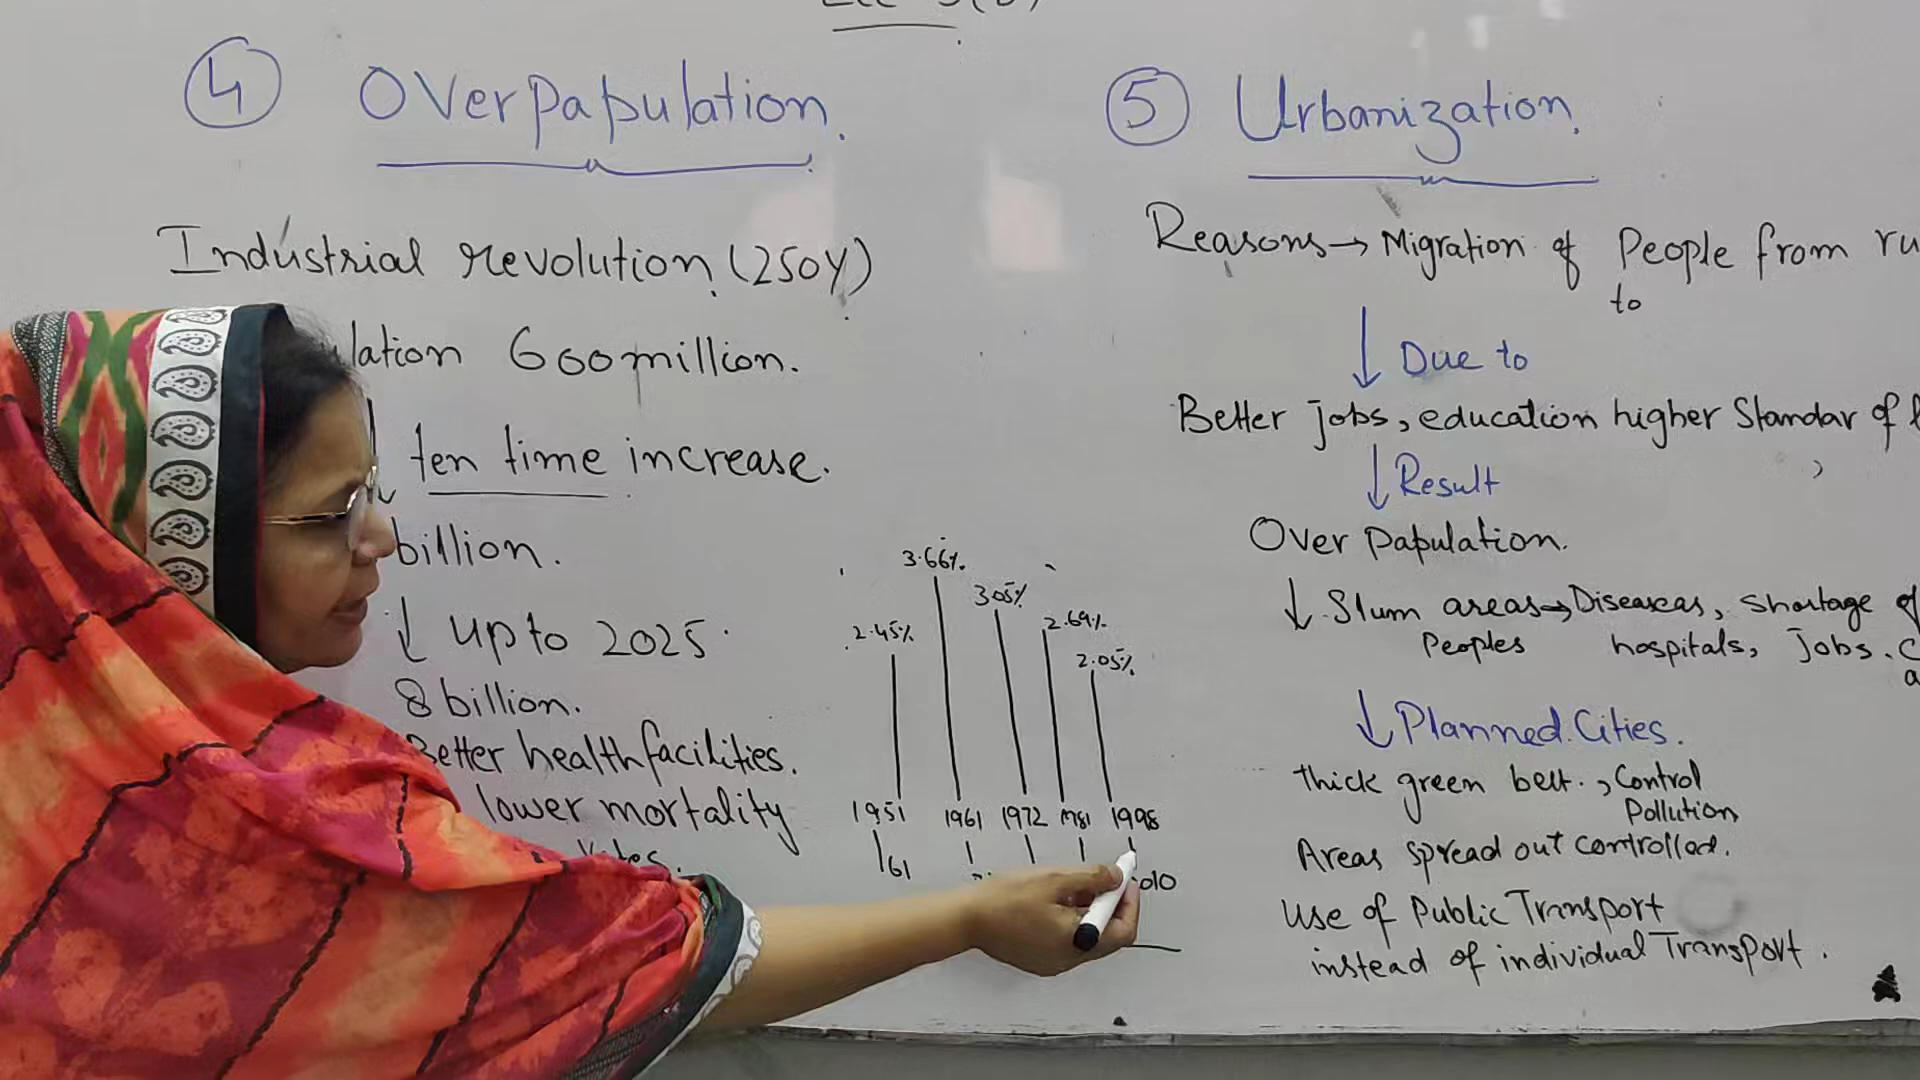 4 Overpapulation.
Industrial revolution (250Y)
lation 600 million.
ten time increase.
billion.
up to 2025
8 billion.
Better health facilities.
lower mortality
3.66%.
3.05%
2.45%
2.69%.
2.05%
1951 1961 1972 1981 1998
61
5 Urbanization.
Reasons → Migration of People from
to
↓ Due to
Better jobs, education higher Standar of
↓ Result
Over papulation.
↓ Slum areas → Diseaseas, shortage of
Peoples hospitals, jobs.
↓ Planned Cities.
thick green belt., Control
Pollution
Areas spread out controlled.
Use of Public Transport
instead of individual Transport.